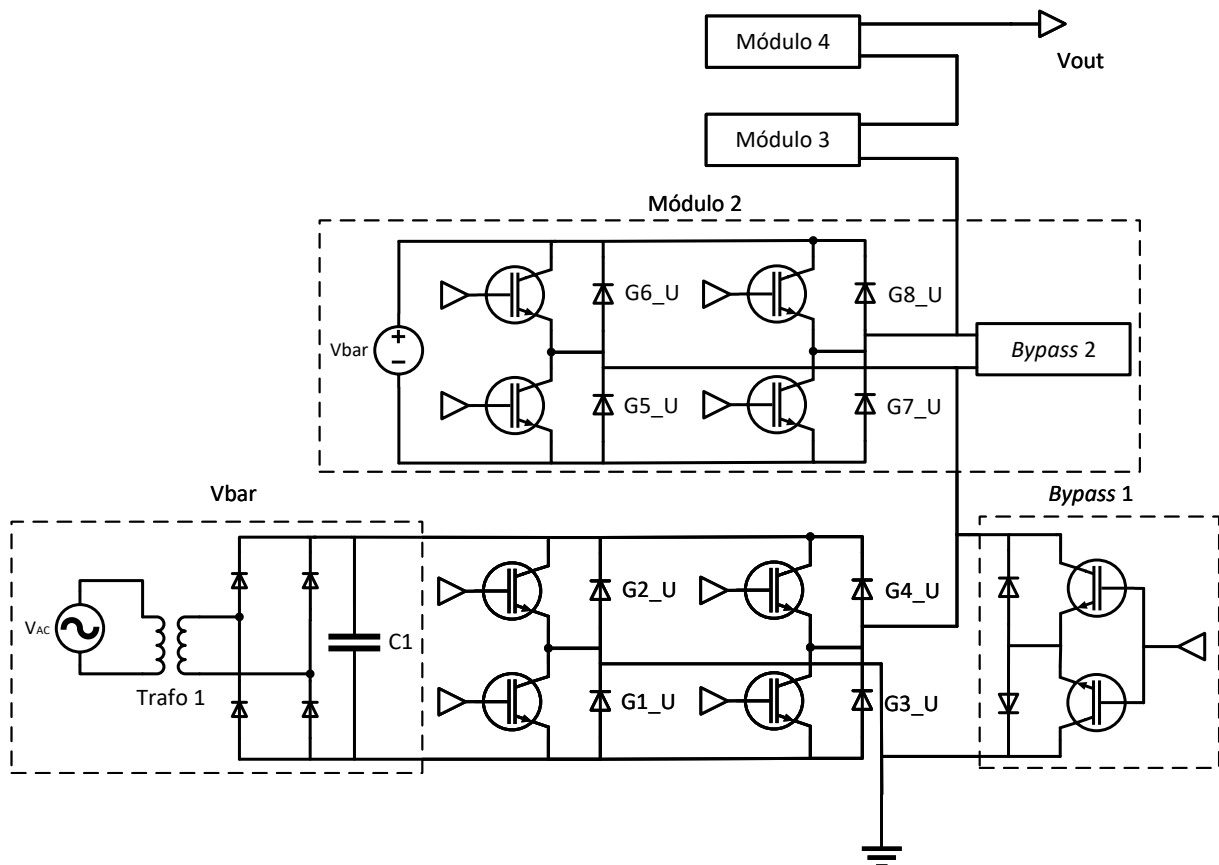 Módulo 4
Vout
Módulo 3
Módulo 2
G6_U
G8_U
+
Vbar
−
Bypass 2
G5_U
G7_U
Vbar
Bypass 1
G2_U
G4_U
VAC
C1
Trafo 1
G1_U
G3_U